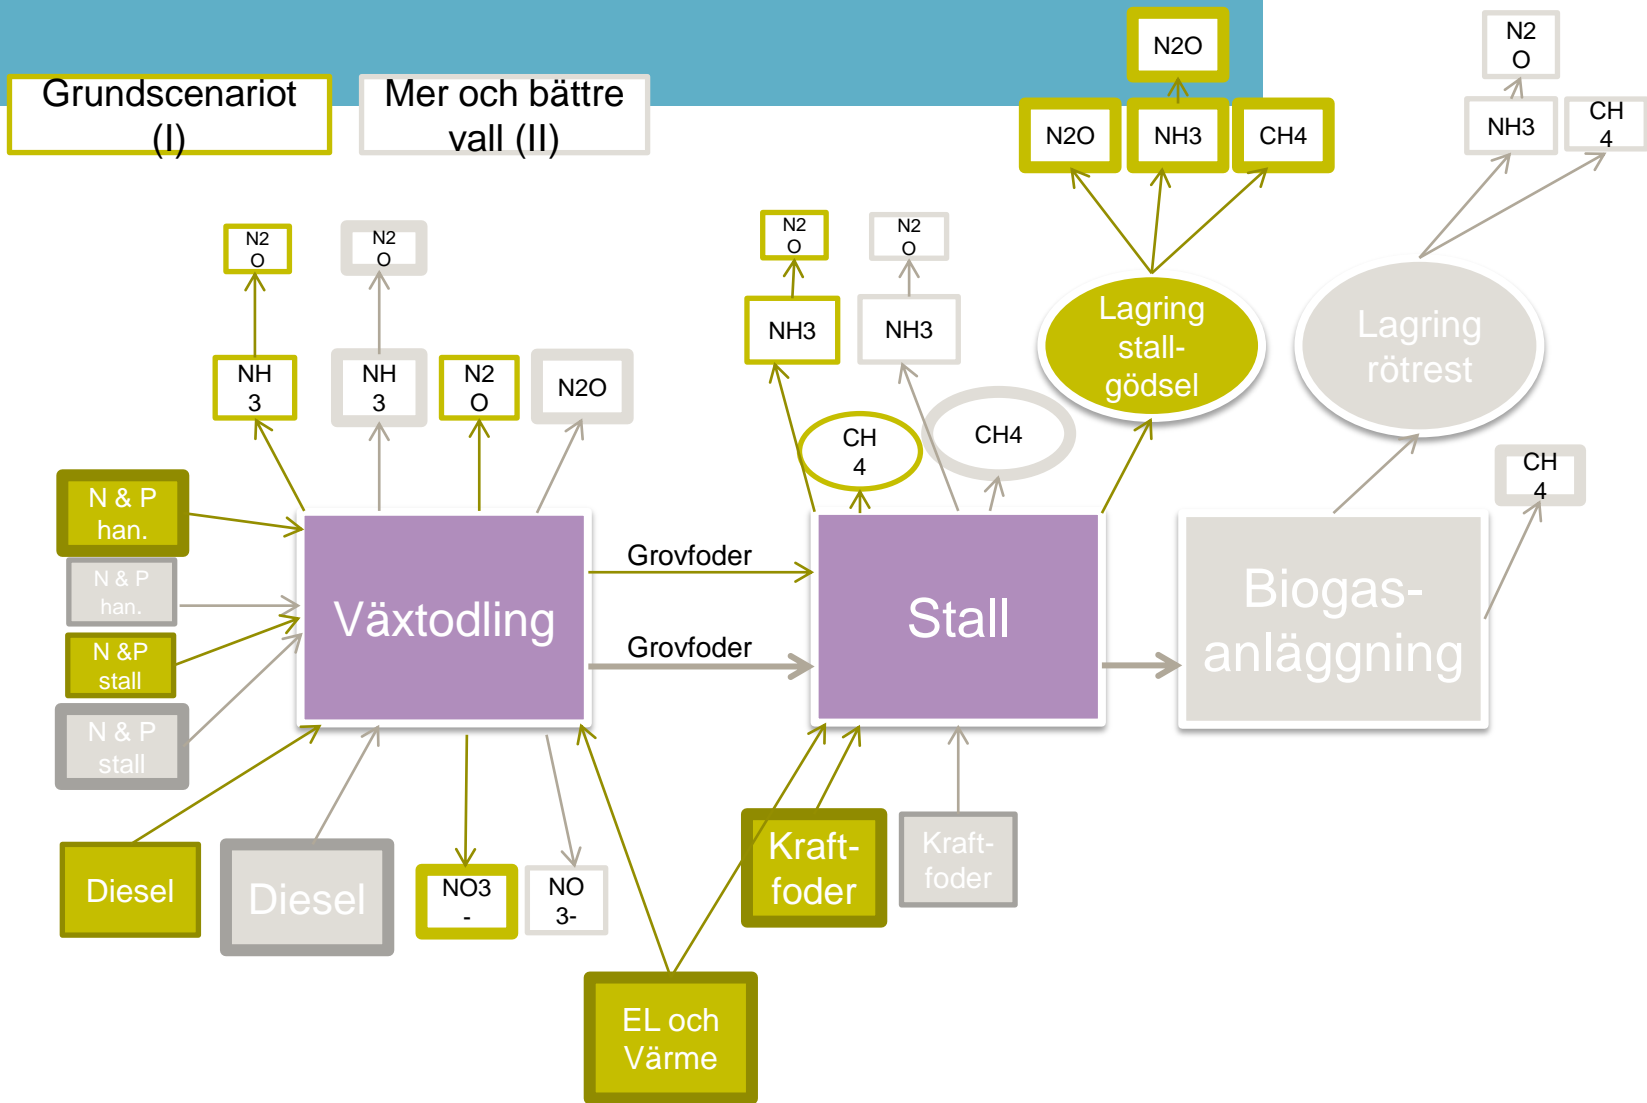 Grundscenariot
(I)
Mer och bättre
vall (II)
N2O
N2O
NH3
CH4
N2
O
NH3
CH
4
N2
O
N2
O
NH
3
NH
3
N2
O
N2O
N2
O
N2
O
NH3
NH3
CH
4
CH4
Lagring
stall-
gödsel
Lagring
rötrest
CH
4
N & P
han.
N & P
han.
N &P
stall
N & P
stall
Växtodling
Grovfoder
Grovfoder
Stall
Biogas-
anläggning
Diesel
Diesel
NO3
-
NO
3-
Kraft-
foder
Kraft-
foder
EL och
Värme